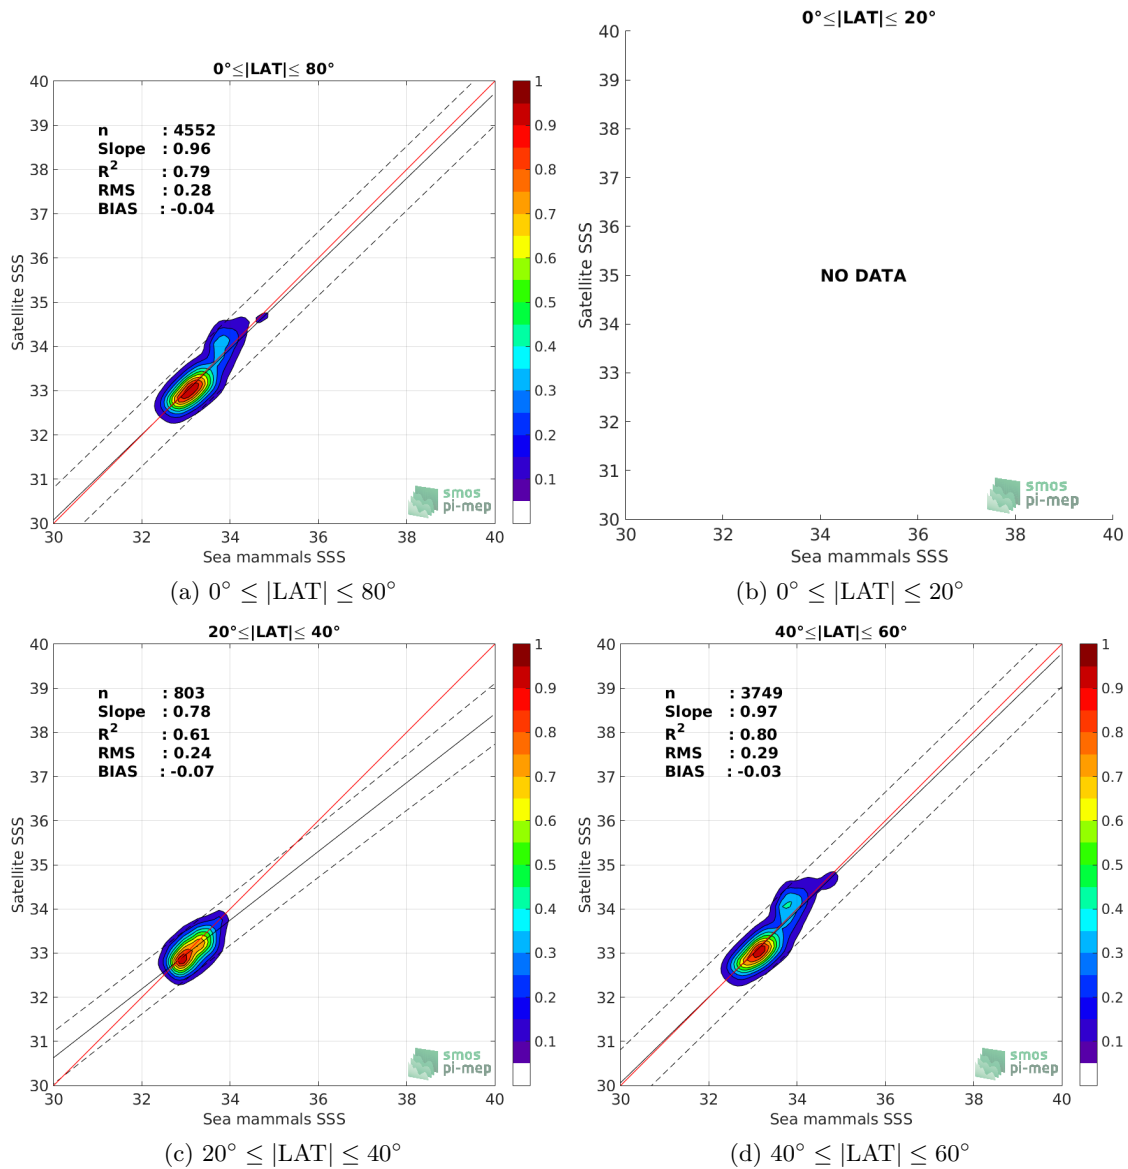 0°≤|LAT|≤ 80°
40
39
38
37
36
35
34
33
32
31
30
Satellite SSS
n : 4552
Slope : 0.96
R² : 0.79
RMS : 0.28
BIAS : -0.04
smos
pi-mep
30 32 34 36 38 40
Sea mammals SSS
1
0.9
0.8
0.7
0.6
0.5
0.4
0.3
0.2
0.1
(a) 0° ≤ |LAT| ≤ 80°
0°≤|LAT|≤ 20°
40
39
38
37
36
35
34
33
32
31
30
Satellite SSS
NO DATA
smos
pi-mep
30 32 34 36 38 40
Sea mammals SSS
(b) 0° ≤ |LAT| ≤ 20°
20°≤|LAT|≤ 40°
40
39
38
37
36
35
34
33
32
31
30
Satellite SSS
n : 803
Slope : 0.78
R² : 0.61
RMS : 0.24
BIAS : -0.07
smos
pi-mep
30 32 34 36 38 40
Sea mammals SSS
1
0.9
0.8
0.7
0.6
0.5
0.4
0.3
0.2
0.1
(c) 20° ≤ |LAT| ≤ 40°
40°≤|LAT|≤ 60°
40
39
38
37
36
35
34
33
32
31
30
Satellite SSS
n : 3749
Slope : 0.97
R² : 0.80
RMS : 0.29
BIAS : -0.03
smos
pi-mep
30 32 34 36 38 40
Sea mammals SSS
1
0.9
0.8
0.7
0.6
0.5
0.4
0.3
0.2
0.1
(d) 40° ≤ |LAT| ≤ 60°